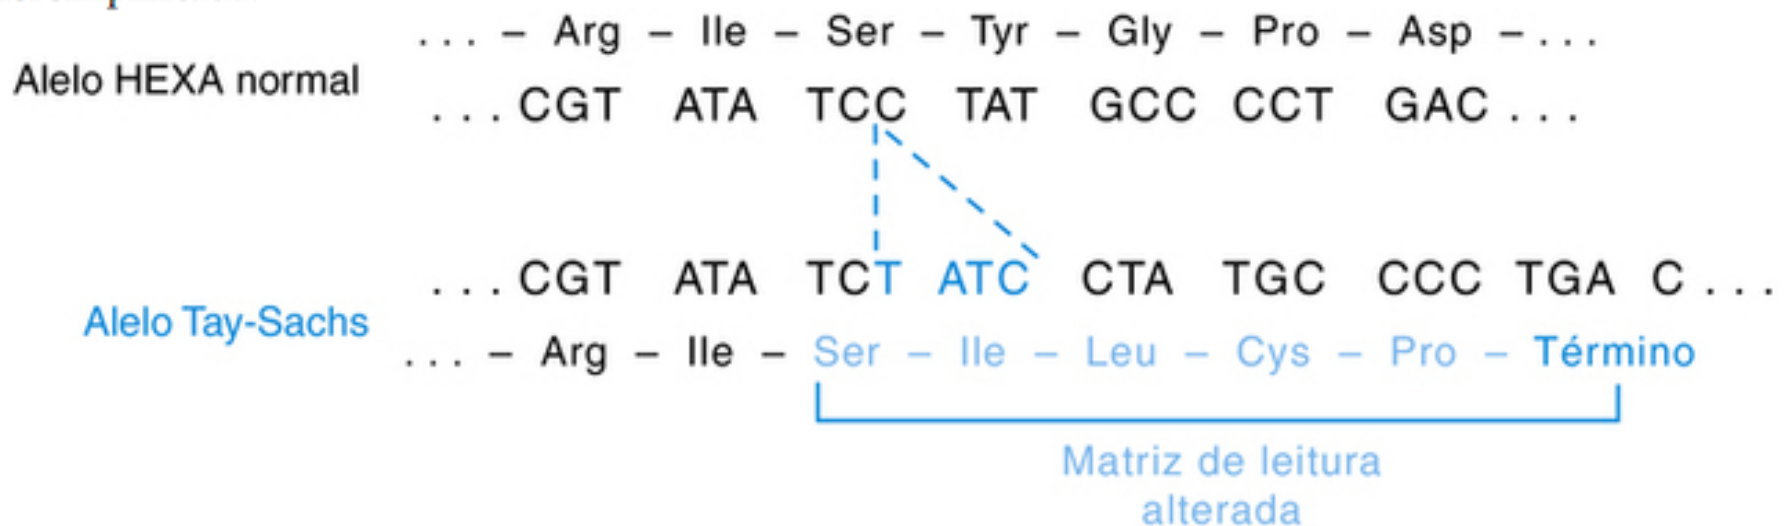 ... – Arg – Ile – Ser – Tyr – Gly – Pro – Asp – ...
Alelo HEXA normal
... CGT ATA TCC TAT GCC CCT GAC ...
... CGT ATA TCT ATC CTA TGC CCC TGA C ...
Alelo Tay-Sachs
... – Arg – Ile – Ser – Ile – Leu – Cys – Pro – Término
Matriz de leitura
alterada